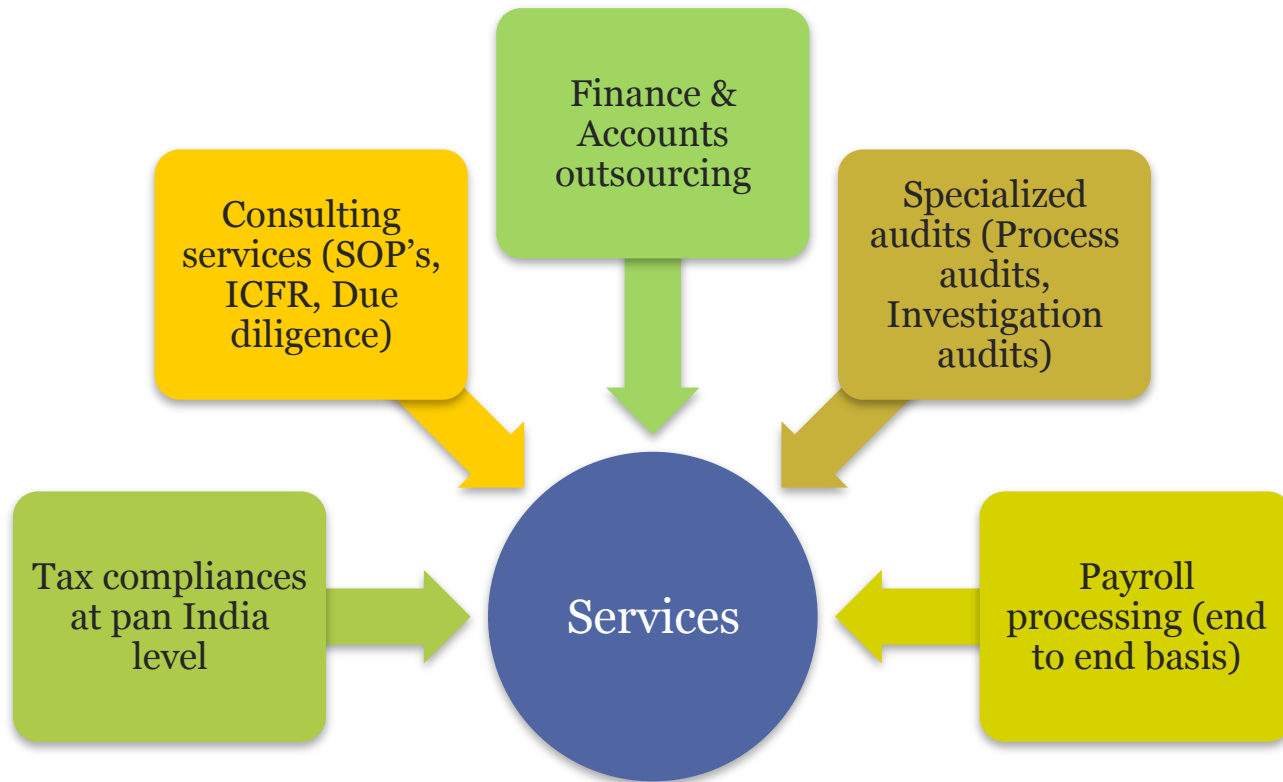 Finance &
Accounts
outsourcing
Consulting
services (SOP’s,
ICFR, Due
diligence)
Specialized
audits (Process
audits,
Investigation
audits)
Tax compliances
at pan India
level
Services
Payroll
processing (end
to end basis)